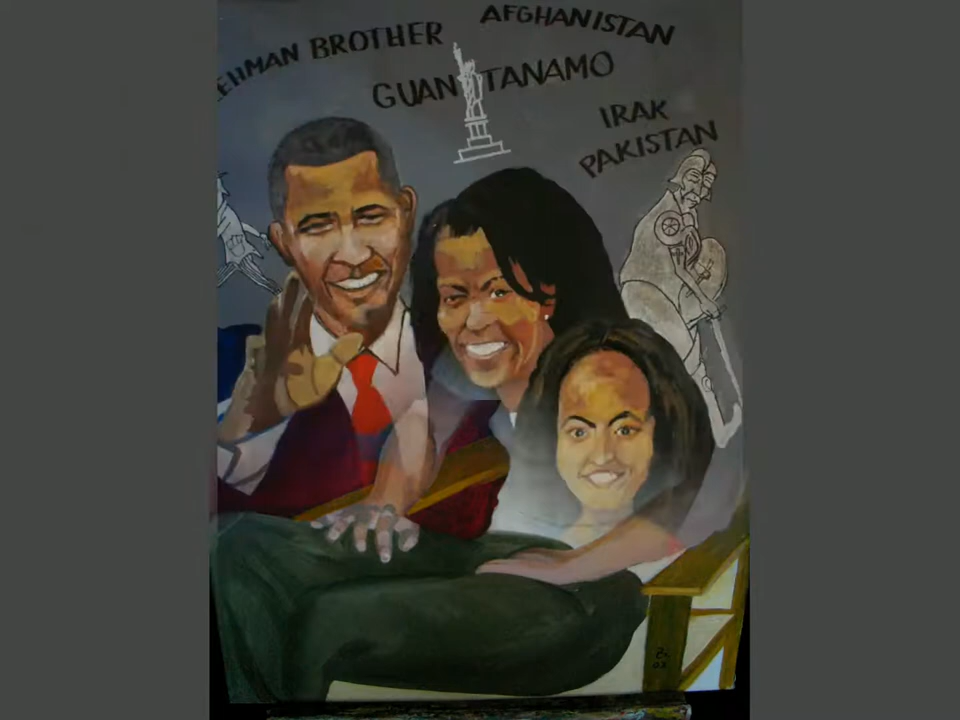 EHMAN BROTHER
AFGHANISTAN
GUANTANAMO
IRAK
PAKISTAN